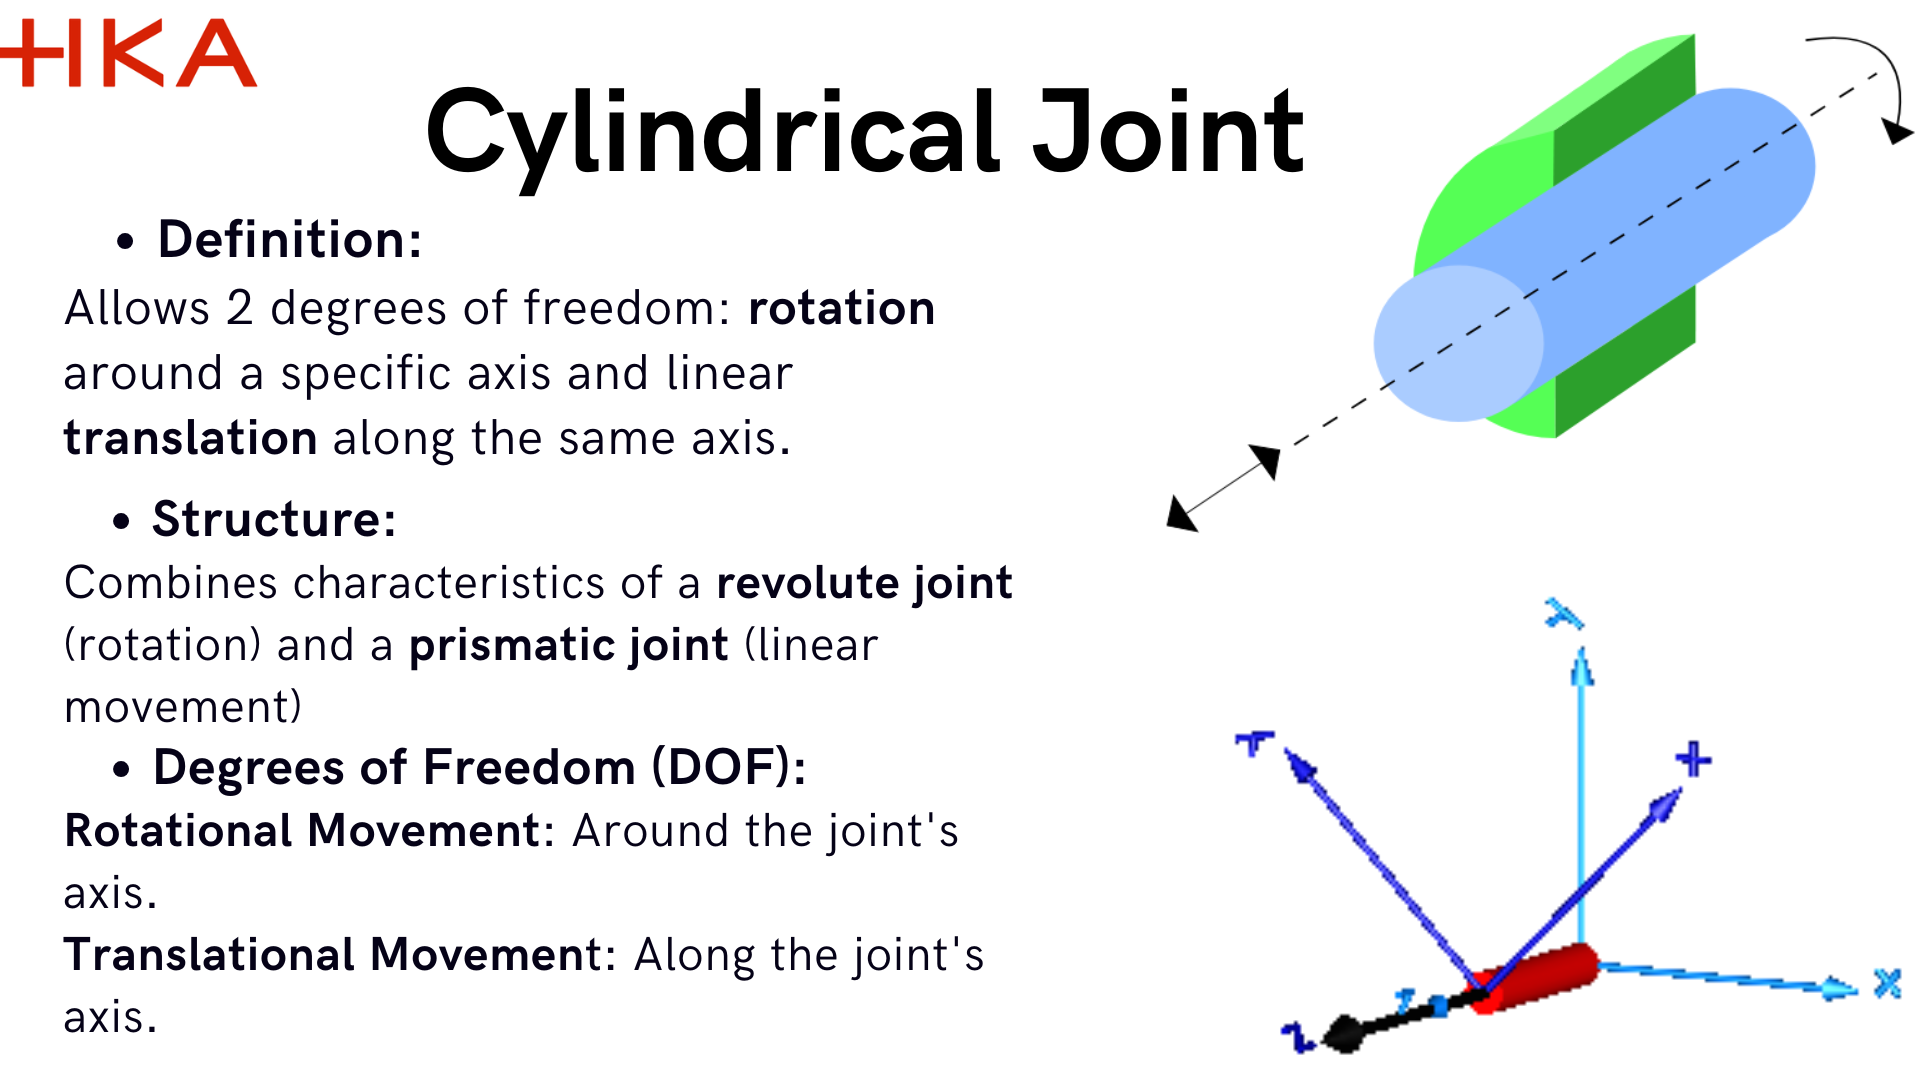 HKA
Cylindrical Joint
• Definition:
Allows 2 degrees of freedom: rotation
around a specific axis and linear
translation along the same axis.
• Structure:
Combines characteristics of a revolute joint
(rotation) and a prismatic joint (linear
movement)
• Degrees of Freedom (DOF):
Rotational Movement: Around the joint's
axis.
Translational Movement: Along the joint's
axis.
X